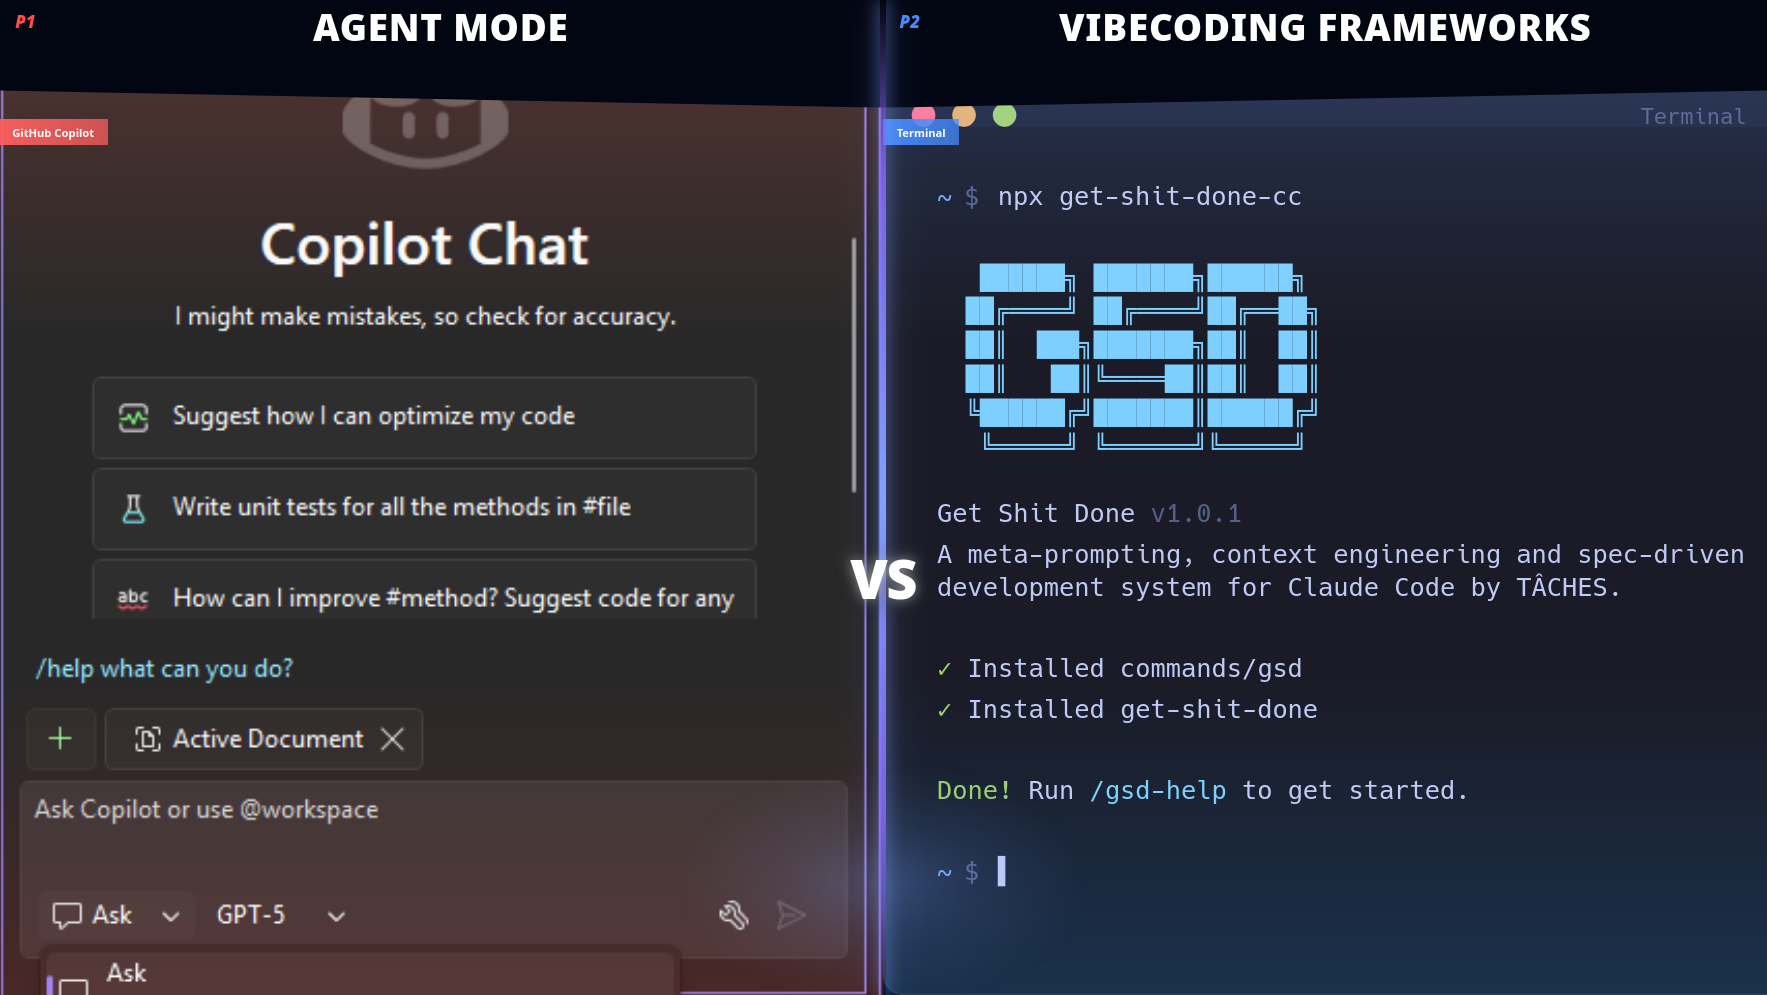 P1
AGENT MODE
GitHub Copilot
Copilot Chat
I might make mistakes, so check for accuracy.
Suggest how I can optimize my code
Write unit tests for all the methods in #file
abc How can I improve #method? Suggest code for any
/help what can you do?
+ Active Document
Ask Copilot or use @workspace
Ask GPT-5
Ask
VS
P2
VIBECODING FRAMEWORKS
Terminal
Terminal
~ $ npx get-shit-done-cc
GSD
Get Shit Done v1.0.1
A meta-prompting, context engineering and spec-driven
development system for Claude Code by TÂCHES.
✓ Installed commands/gsd
✓ Installed get-shit-done
Done! Run /gsd-help to get started.
~ $